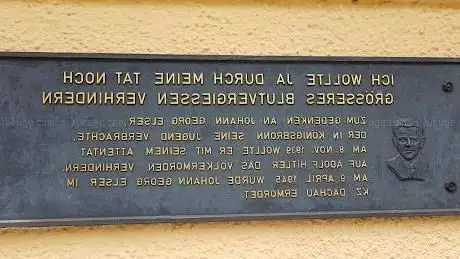 ICH WOLLTE JA DURCH MEINE TAT NOCH
GRÖSSERES BLUTVERGIESSEN VERHINDERN
ZUM GEDENKEN AN JOHANN GEORG ELSER
DER IN KÖNIGSBRONN SEINE JUGEND VERBRACHTE.
AM 8. NOV. 1939 WOLLTE ER MIT SEINEM ATTENTAT
AUF ADOLF HITLER DAS VÖLKERMORDEN VERHINDERN.
AM 9. APRIL 1945 WURDE JOHANN GEORG ELSER IM
KZ DACHAU ERMORDET.